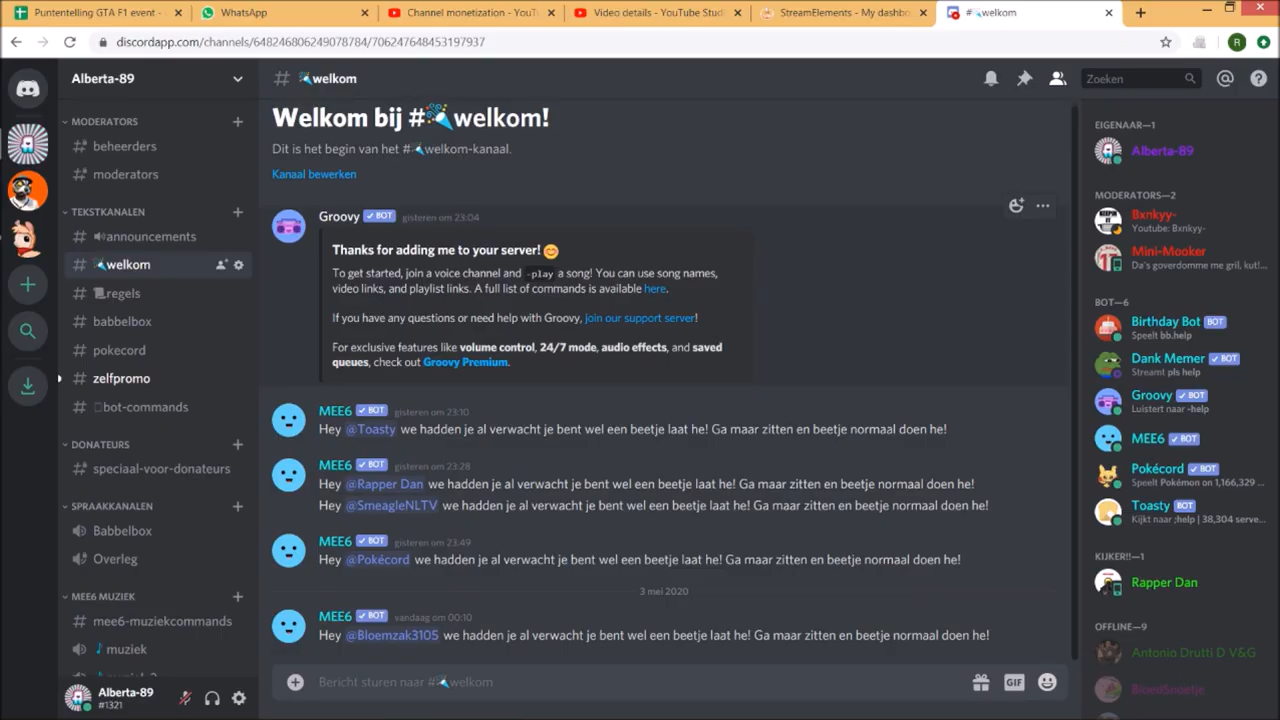 Puntentelling GTA F1 event -
WhatsApp
Channel monetization - YouTu
Video details - YouTube Studi
StreamElements - My dashbo
#welkom
discordapp.com/channels/648246806249078784/706247648453197937
R
Alberta-89
#welkom
Zoeken
MODERATORS
# beheerders
# moderators
TEKSTKANALEN
# announcements
# welkom
# regels
# babbelbox
# pokecord
# zelfpromo
# bot-commands
DONATEURS
# speciaal-voor-donateurs
SPRAAKKANALEN
Babbelbox
Overleg
MEE6 MUZIEK
# mee6-muziekcommands
muziek
Alberta-89
#1321
Welkom bij #welkom!
Dit is het begin van het #welkom-kanaal.
Kanaal bewerken
Groovy BOT gisteren om 23:04
Thanks for adding me to your server!
To get started, join a voice channel and -play a song! You can use song names,
video links, and playlist links. A full list of commands is available here.
If you have any questions or need help with Groovy, join our support server!
For exclusive features like volume control, 24/7 mode, audio effects, and saved
queues, check out Groovy Premium.
MEE6 BOT gisteren om 23:10
Hey @Toasty we hadden je al verwacht je bent wel een beetje laat he! Ga maar zitten en beetje normaal doen he!
MEE6 BOT gisteren om 23:28
Hey @Rapper Dan we hadden je al verwacht je bent wel een beetje laat he! Ga maar zitten en beetje normaal doen he!
Hey @SmeagleNLTV we hadden je al verwacht je bent wel een beetje laat he! Ga maar zitten en beetje normaal doen he!
MEE6 BOT gisteren om 23:49
Hey @Pokécord we hadden je al verwacht je bent wel een beetje laat he! Ga maar zitten en beetje normaal doen he!
3 mei 2020
MEE6 BOT vandaag om 00:10
Hey @Bloemzak3105 we hadden je al verwacht je bent wel een beetje laat he! Ga maar zitten en beetje normaal doen he!
Bericht sturen naar #welkom
GIF
EIGENAAR—1
Alberta-89
MODERATORS—2
Bxnkyy-
Youtube: Bxnkyy-
Mini-Mooker
Da's goverdomme me gril, kut!...
BOT—6
Birthday Bot BOT
Speelt bb.help
Dank Memer BOT
Streamt pls help
Groovy BOT
Luistert naar -help
MEE6 BOT
Pokécord BOT
Speelt Pokémon on 1,166,329 ...
Toasty BOT
Kijkt naar ;help | 38,304 serve...
KIJKER!!—1
Rapper Dan
OFFLINE—9
Antonio Drutti D V&G
BloedSnoetje